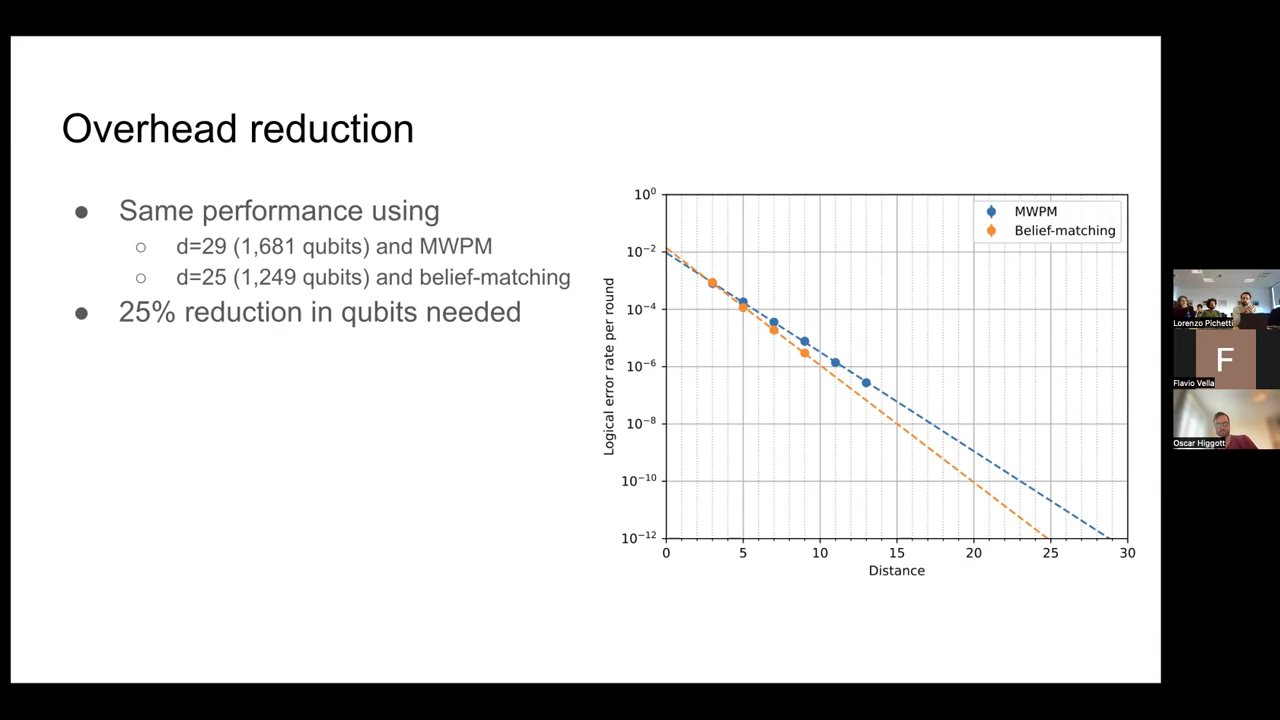 Overhead reduction
● Same performance using
○ d=29 (1,681 qubits) and MWPM
○ d=25 (1,249 qubits) and belief-matching
● 25% reduction in qubits needed
MWPM
Belief-matching
Logical error rate per round
10⁰
10⁻²
10⁻⁴
10⁻⁶
10⁻⁸
10⁻¹⁰
10⁻¹²
0 5 10 15 20 25 30
Distance
Lorenzo Pichetti
F
Flavio Vella
Oscar Higgott